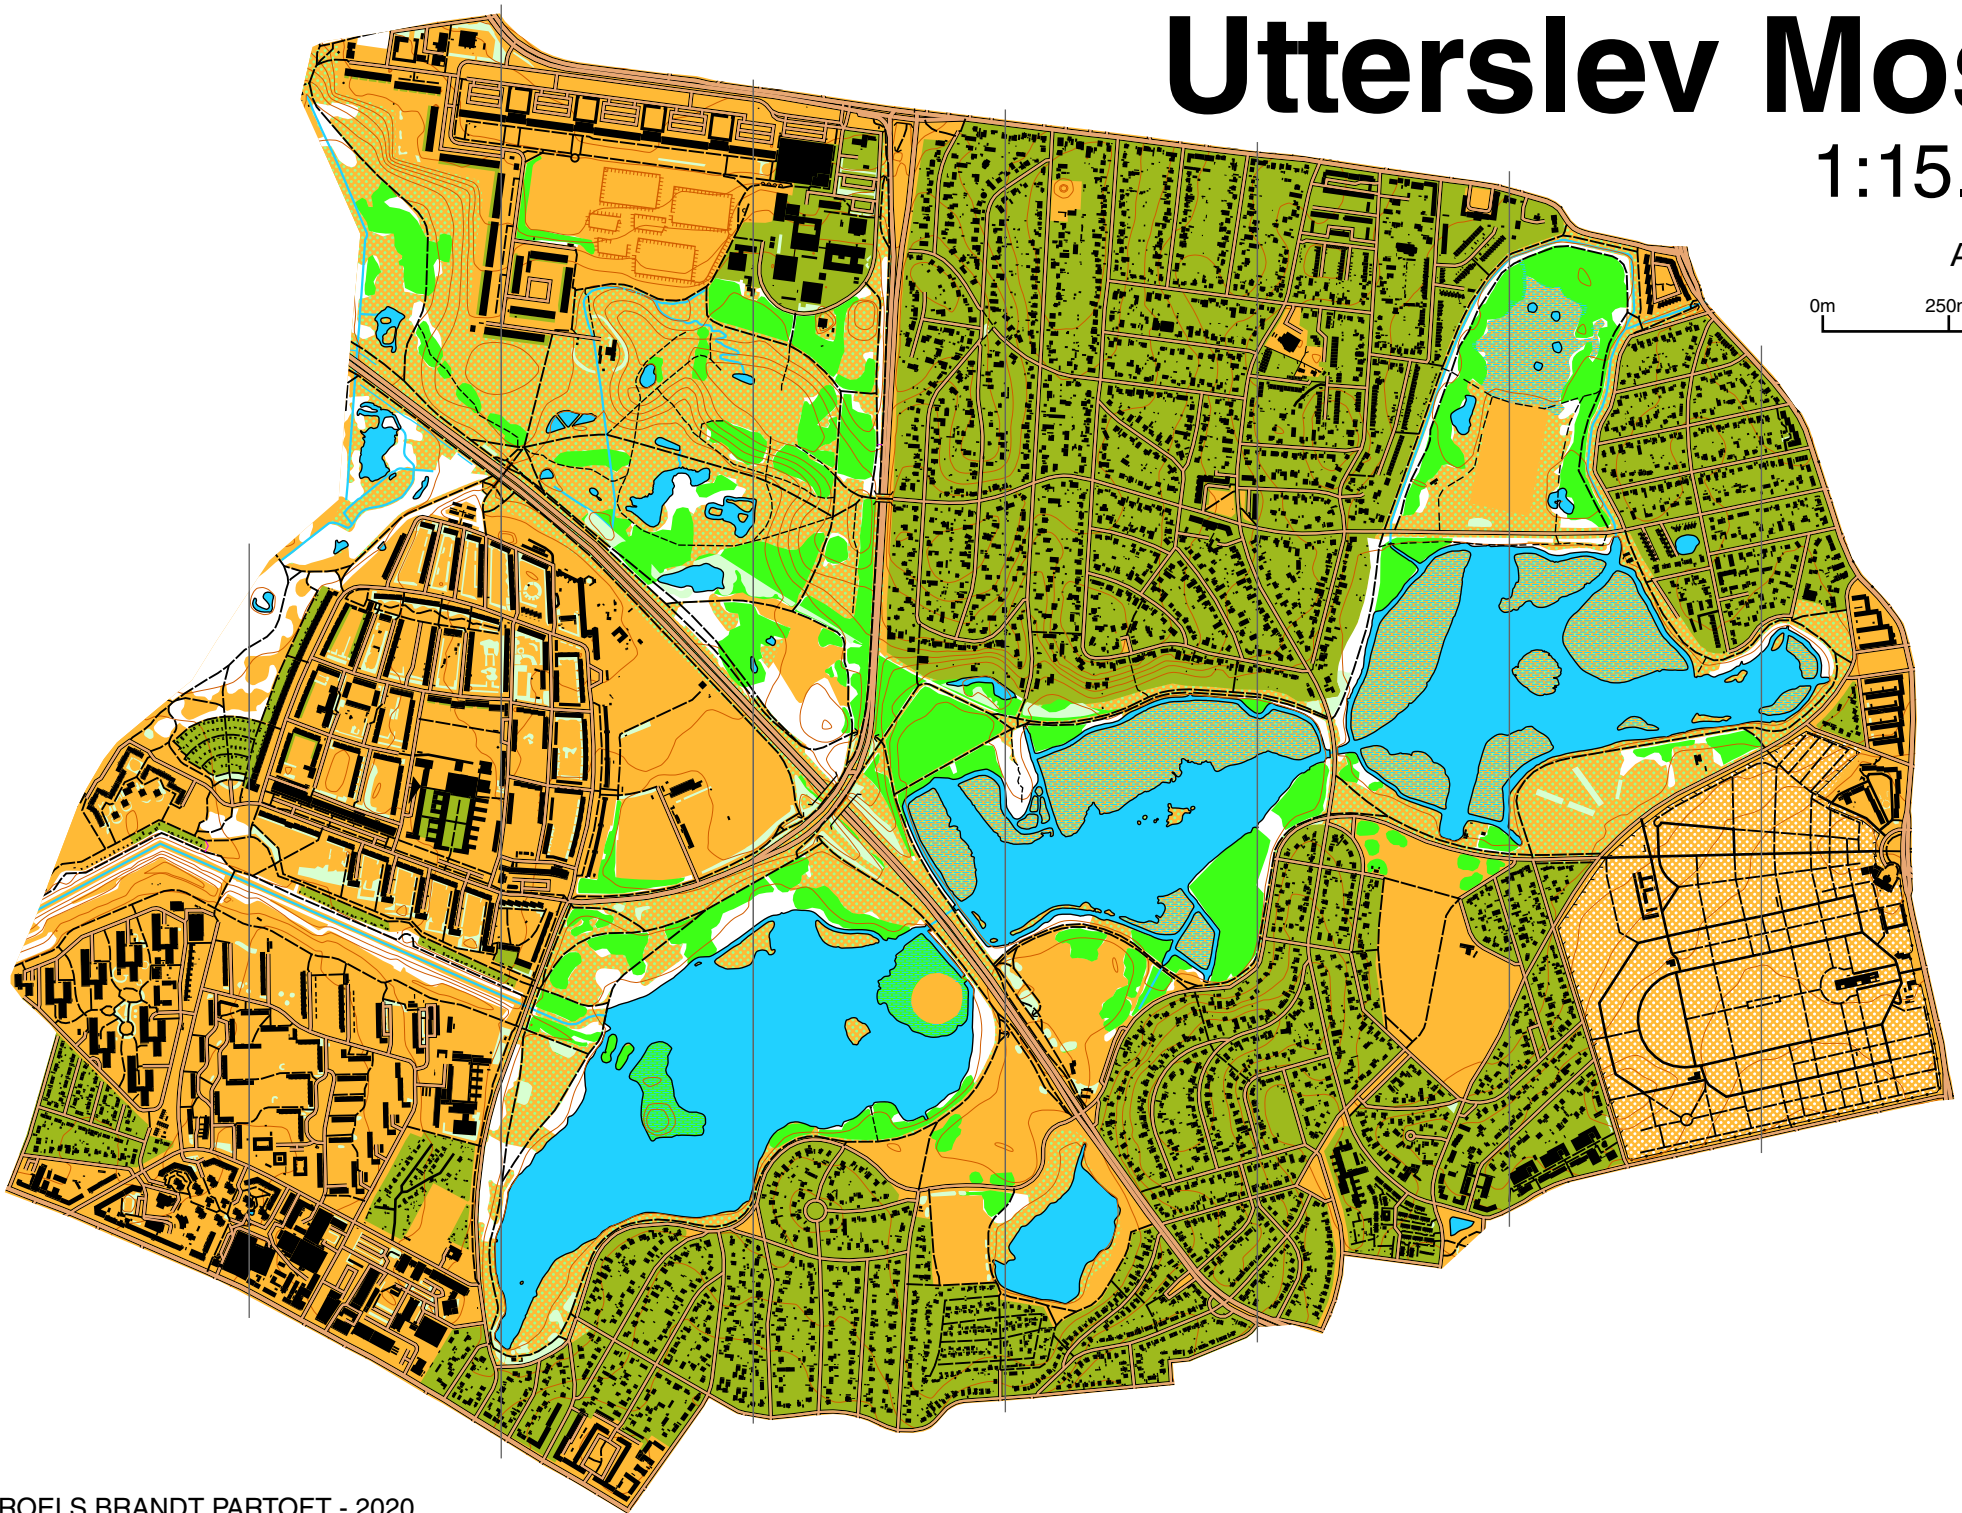 Utterslev Mos
1:15.
A
0m 250m
ROELS BRANDT PARTOFT - 2020